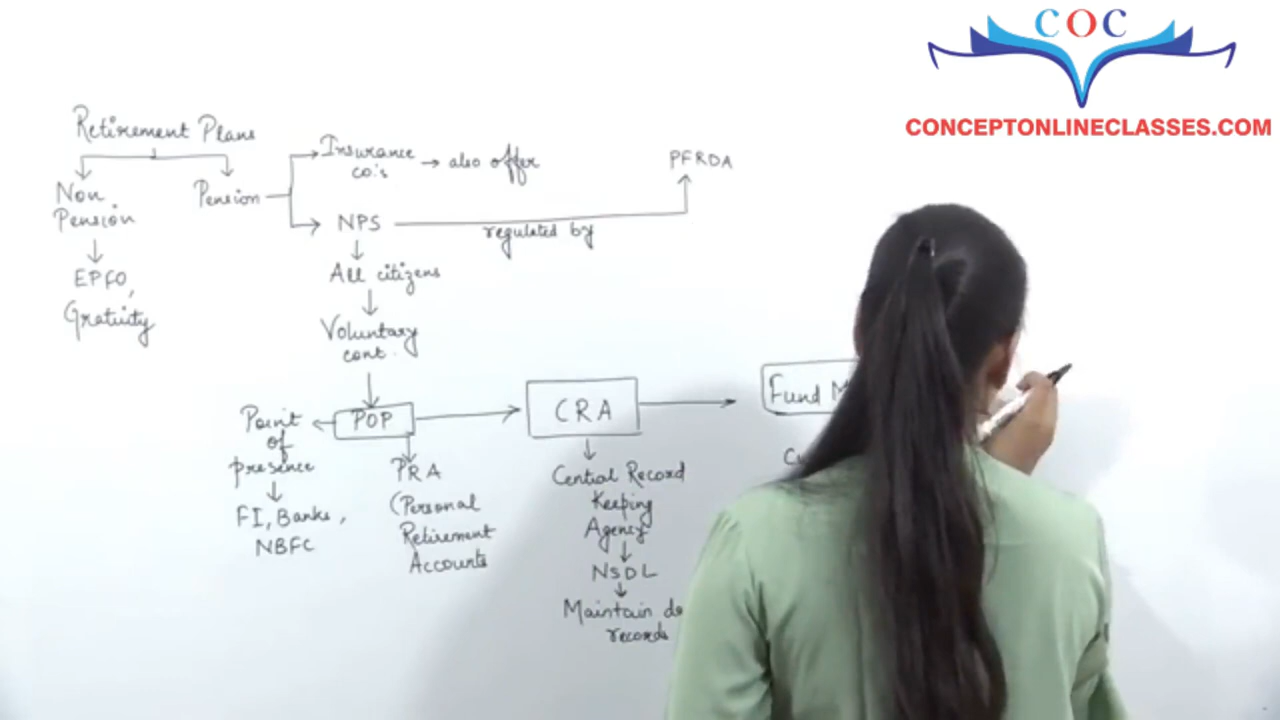 COC
CONCEPTONLINECLASSES.COM
Retirement Plans
Non
Pension
EPFO,
Gratuity
Pension
Insurance
co's
also offer
NPS
regulated by
PFRDA
All citizens
Voluntary
cont.
POP
Point
of
presence
FI, Banks,
NBFC
PRA
(Personal
Retirement
Accounts
CRA
Central Record
Keeping
Agency
NSDL
Maintain
records
Fund